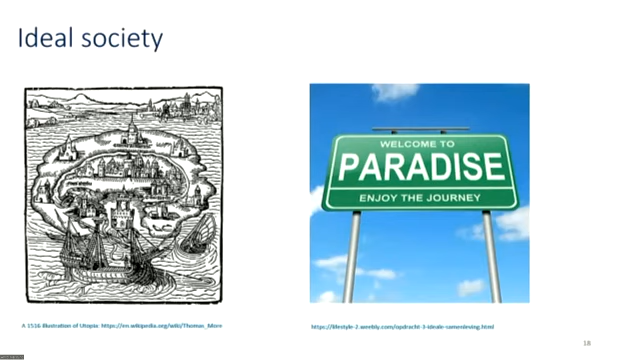 Ideal society
WELCOME TO
PARADISE
ENJOY THE JOURNEY
A 1516 illustration of Utopia: https://en.wikipedia.org/wiki/Thomas_More
https://lifestyle-2.weebly.com/opdracht-3-ideale-samenleving.html
18